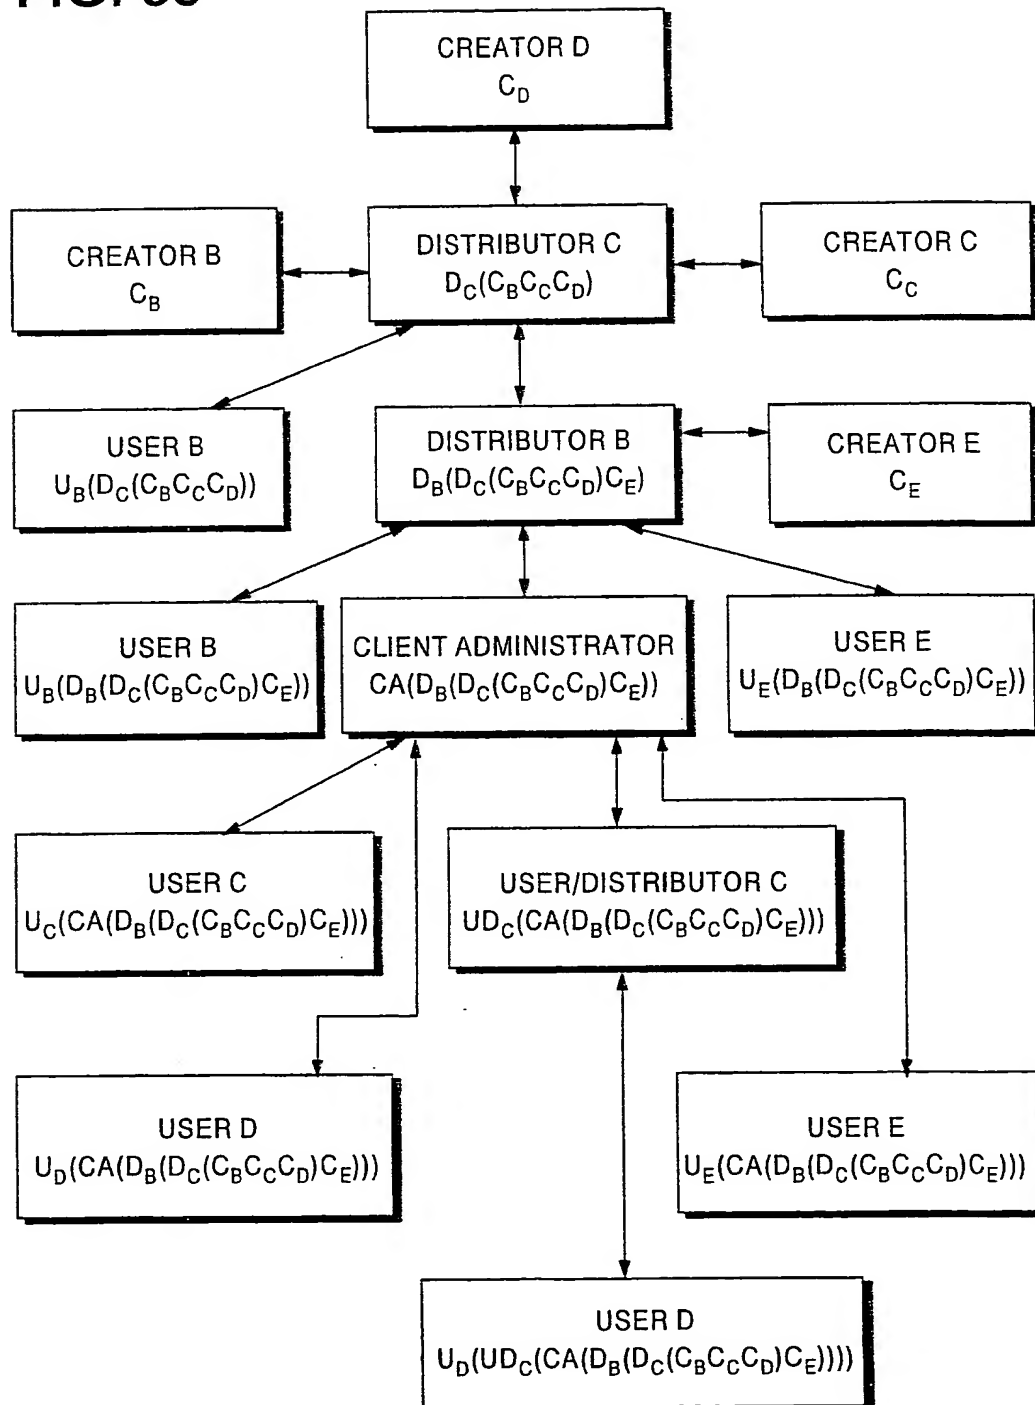 CREATOR D
C_D
CREATOR B
C_B
DISTRIBUTOR C
D_C(C_BC_CC_D)
CREATOR C
C_C
USER B
U_B(D_C(C_BC_CC_D))
DISTRIBUTOR B
D_B(D_C(C_BC_CC_D)C_E)
CREATOR E
C_E
USER B
U_B(D_B(D_C(C_BC_CC_D)C_E))
CLIENT ADMINISTRATOR
CA(D_B(D_C(C_BC_CC_D)C_E))
USER E
U_E(D_B(D_C(C_BC_CC_D)C_E))
USER C
U_C(CA(D_B(D_C(C_BC_CC_D)C_E)))
USER/DISTRIBUTOR C
UD_C(CA(D_B(D_C(C_BC_CC_D)C_E)))
USER D
U_D(CA(D_B(D_C(C_BC_CC_D)C_E)))
USER E
U_E(CA(D_B(D_C(C_BC_CC_D)C_E)))
USER D
U_D(UD_C(CA(D_B(D_C(C_BC_CC_D)C_E))))